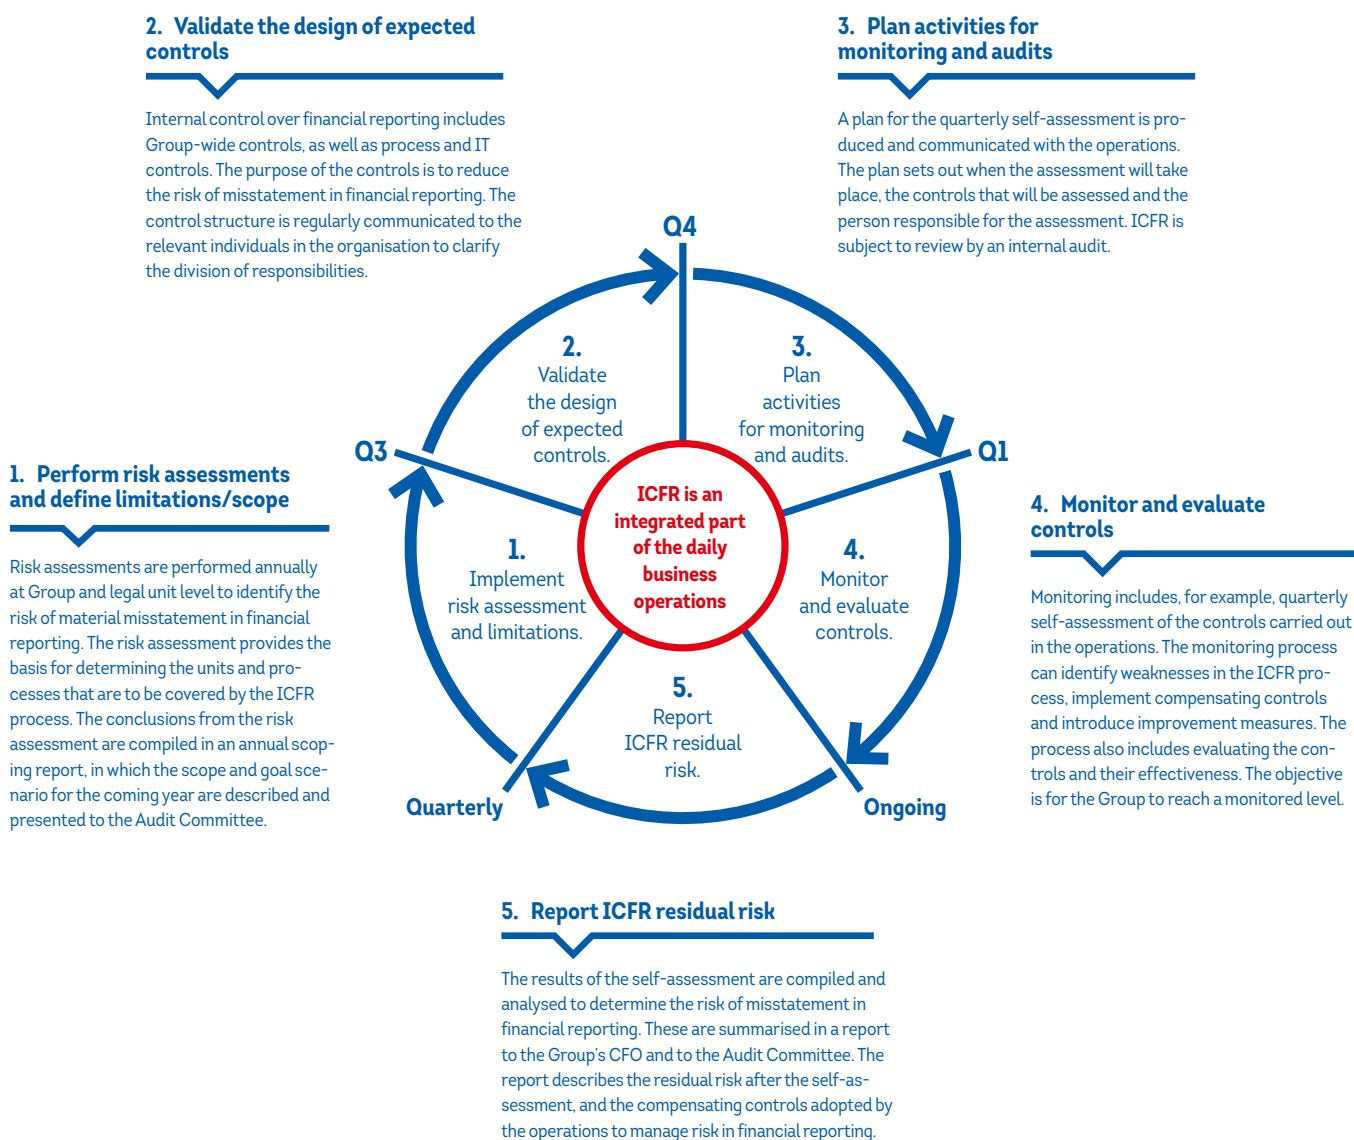 2. Validate the design of expected
controls
Internal control over financial reporting includes
Group-wide controls, as well as process and IT
controls. The purpose of the controls is to reduce
the risk of misstatement in financial reporting. The
control structure is regularly communicated to the
relevant individuals in the organisation to clarify
the division of responsibilities.
3. Plan activities for
monitoring and audits
A plan for the quarterly self-assessment is pro-
duced and communicated with the operations.
The plan sets out when the assessment will take
place, the controls that will be assessed and the
person responsible for the assessment. ICFR is
subject to review by an internal audit.
Q4
2.
Validate
the design
of expected
controls.
3.
Plan
activities
for monitoring
and audits.
Q3
Q1
1. Perform risk assessments
and define limitations/scope
Risk assessments are performed annually
at Group and legal unit level to identify the
risk of material misstatement in financial
reporting. The risk assessment provides the
basis for determining the units and pro-
cesses that are to be covered by the ICFR
process. The conclusions from the risk
assessment are compiled in an annual scop-
ing report, in which the scope and goal sce-
nario for the coming year are described and
presented to the Audit Committee.
ICFR is an
integrated part
of the daily
business
operations
1.
Implement
risk assessment
and limitations.
4.
Monitor
and evaluate
controls.
4. Monitor and evaluate
controls
Monitoring includes, for example, quarterly
self-assessment of the controls carried out
in the operations. The monitoring process
can identify weaknesses in the ICFR pro-
cess, implement compensating controls
and introduce improvement measures. The
process also includes evaluating the con-
trols and their effectiveness. The objective
is for the Group to reach a monitored level.
5.
Report
ICFR residual
risk.
Quarterly
Ongoing
5. Report ICFR residual risk
The results of the self-assessment are compiled and
analysed to determine the risk of misstatement in
financial reporting. These are summarised in a report
to the Group's CFO and to the Audit Committee. The
report describes the residual risk after the self-as-
sessment, and the compensating controls adopted by
the operations to manage risk in financial reporting.